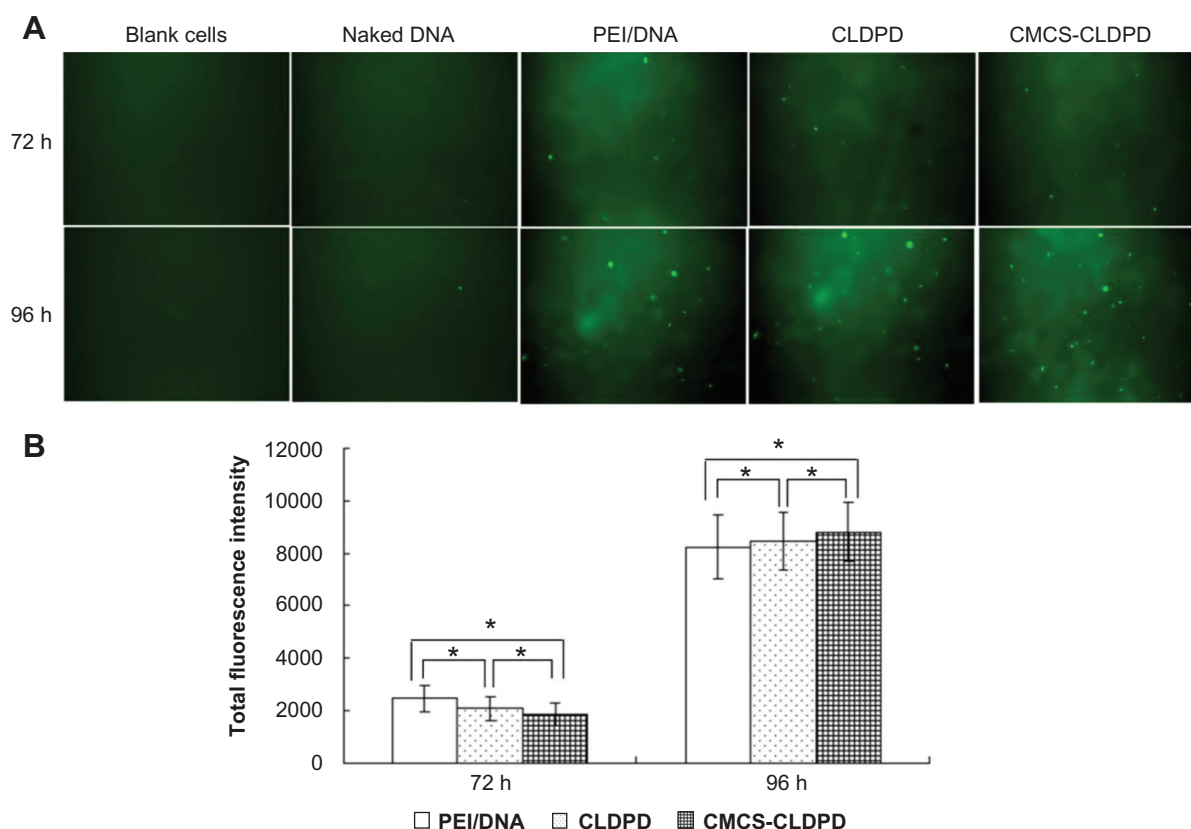 A
Blank cells Naked DNA PEI/DNA CLDPD CMCS-CLDPD
72 h
96 h
B
Total fluorescence intensity
12000
10000
8000
6000
4000
2000
0
* * *
* * *
72 h 96 h
PEI/DNA CLDPD CMCS-CLDPD